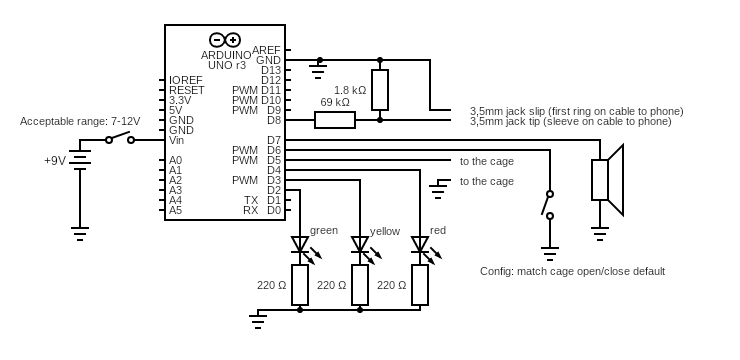 ARDUINO
UNO r3
AREF
GND
D13
D12
PWM D11
PWM D10
PWM D9
D8
D7
PWM D6
PWM D5
D4
PWM D3
D2
TX D1
RX D0
IOREF
RESET
3.3V
5V
GND
GND
Vin
A0
A1
A2
A3
A4
A5
Acceptable range: 7-12V
+9V
1.8 kΩ
69 kΩ
3,5mm jack slip (first ring on cable to phone)
3,5mm jack tip (sleeve on cable to phone)
to the cage
to the cage
green
yellow
red
220 Ω
220 Ω
220 Ω
Config: match cage open/close default